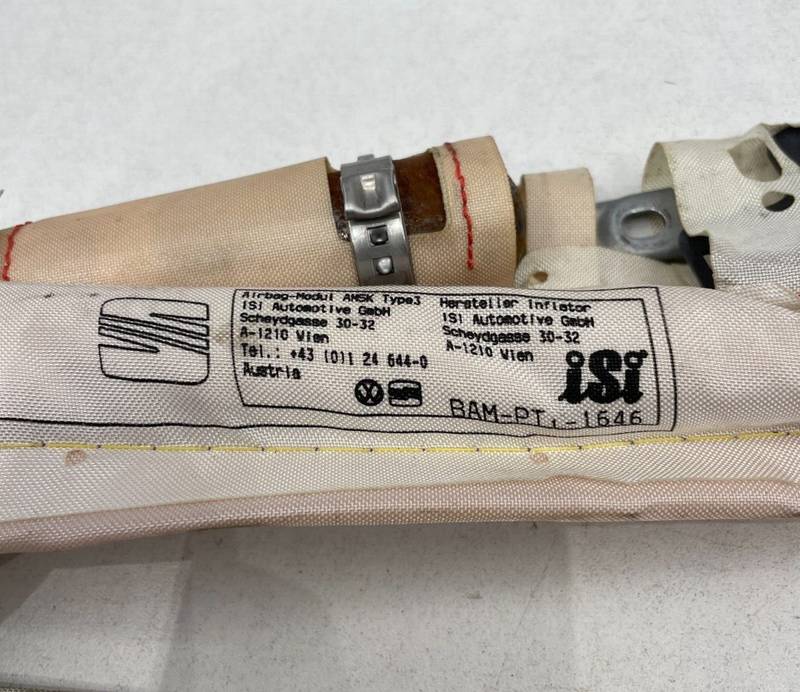 Airbag-Modul AMSK Type3
iSi Automotive GmbH
Scheydgasse 30-32
A-1210 Wien
Tel.: +43 (0)1 24 644-0
Austria
Hersteller Inflator
iSi Automotive GmbH
Scheydgasse 30-32
A-1210 Wien
iSi
BAM-PT₁-1646